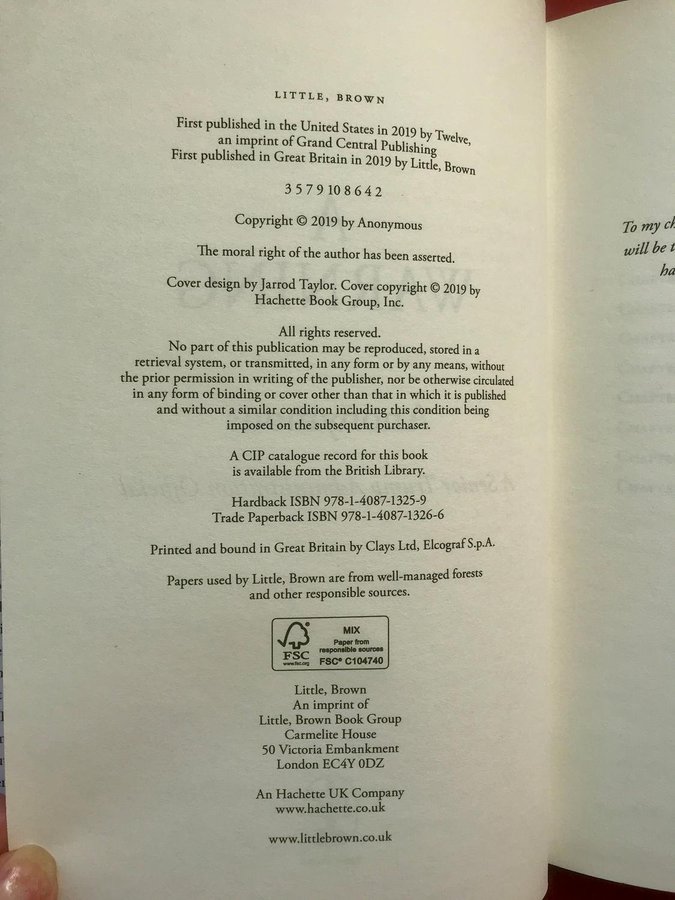 LITTLE, BROWN
First published in the United States in 2019 by Twelve,
an imprint of Grand Central Publishing
First published in Great Britain in 2019 by Little, Brown
3 5 7 9 10 8 6 4 2
Copyright © 2019 by Anonymous
The moral right of the author has been asserted.
Cover design by Jarrod Taylor. Cover copyright © 2019 by
Hachette Book Group, Inc.
All rights reserved.
No part of this publication may be reproduced, stored in a
retrieval system, or transmitted, in any form or by any means, without
the prior permission in writing of the publisher, nor be otherwise circulated
in any form of binding or cover other than that in which it is published
and without a similar condition including this condition being
imposed on the subsequent purchaser.
A CIP catalogue record for this book
is available from the British Library.
Hardback ISBN 978-1-4087-1325-9
Trade Paperback ISBN 978-1-4087-1326-6
Printed and bound in Great Britain by Clays Ltd, Elcograf S.p.A.
Papers used by Little, Brown are from well-managed forests
and other responsible sources.
FSC
www.fsc.org
MIX
Paper from
responsible sources
FSC® C104740
Little, Brown
An imprint of
Little, Brown Book Group
Carmelite House
50 Victoria Embankment
London EC4Y 0DZ
An Hachette UK Company
www.hachette.co.uk
www.littlebrown.co.uk
To my ch
will be t
ha